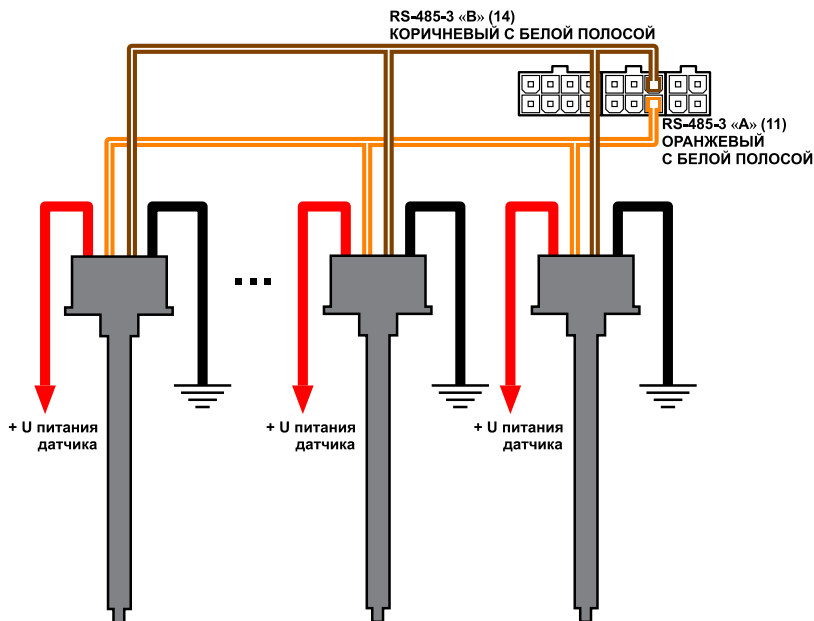 RS-485-3 «B» (14)
КОРИЧНЕВЫЙ С БЕЛОЙ ПОЛОСОЙ
RS-485-3 «A» (11)
ОРАНЖЕВЫЙ
С БЕЛОЙ ПОЛОСОЙ
+ U питания
датчика
+ U питания
датчика
+ U питания
датчика